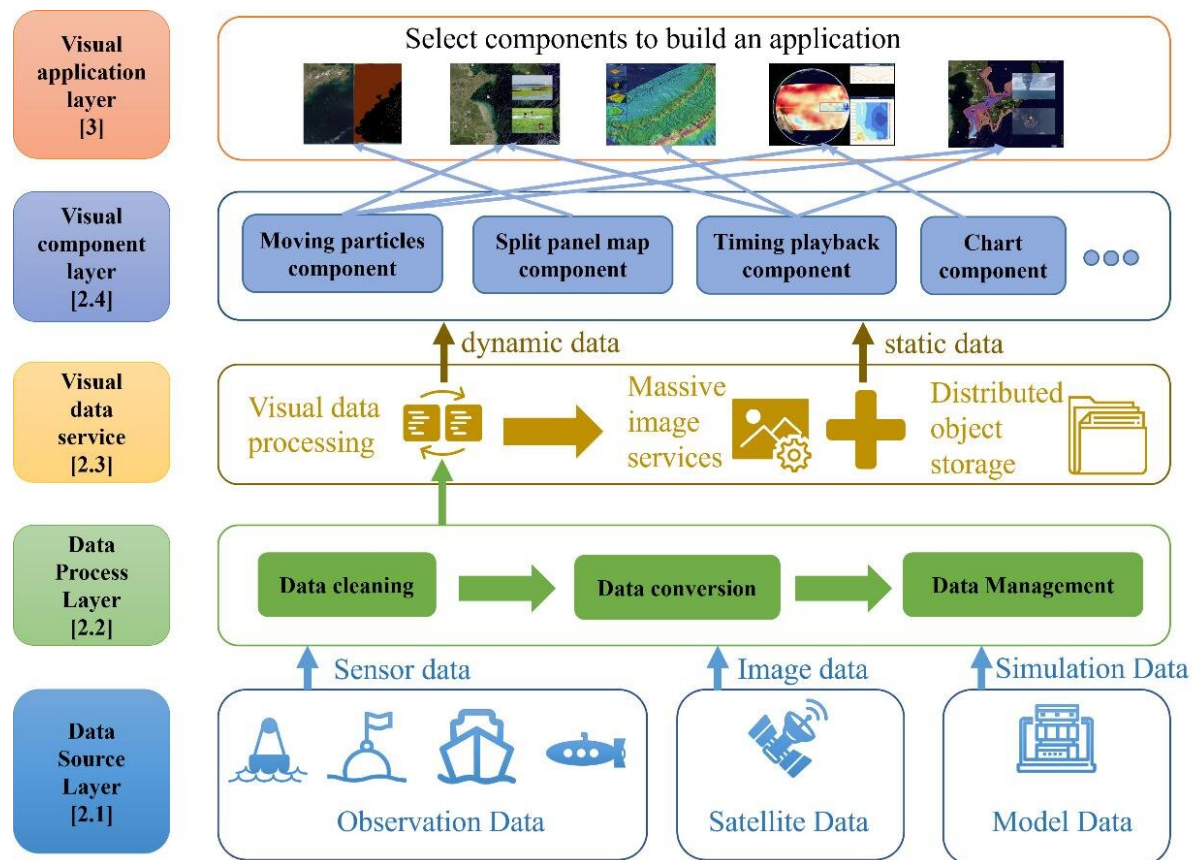 Visual
application
layer
[3]
Select components to build an application
Visual
component
layer
[2.4]
Moving particles
component
Split panel map
component
Timing playback
component
Chart
component
dynamic data
static data
Visual
data
service
[2.3]
Visual data
processing
Massive
image
services
Distributed
object
storage
Data
Process
Layer
[2.2]
Data cleaning
Data conversion
Data Management
Sensor data
Image data
Simulation Data
Data
Source
Layer
[2.1]
Observation Data
Satellite Data
Model Data